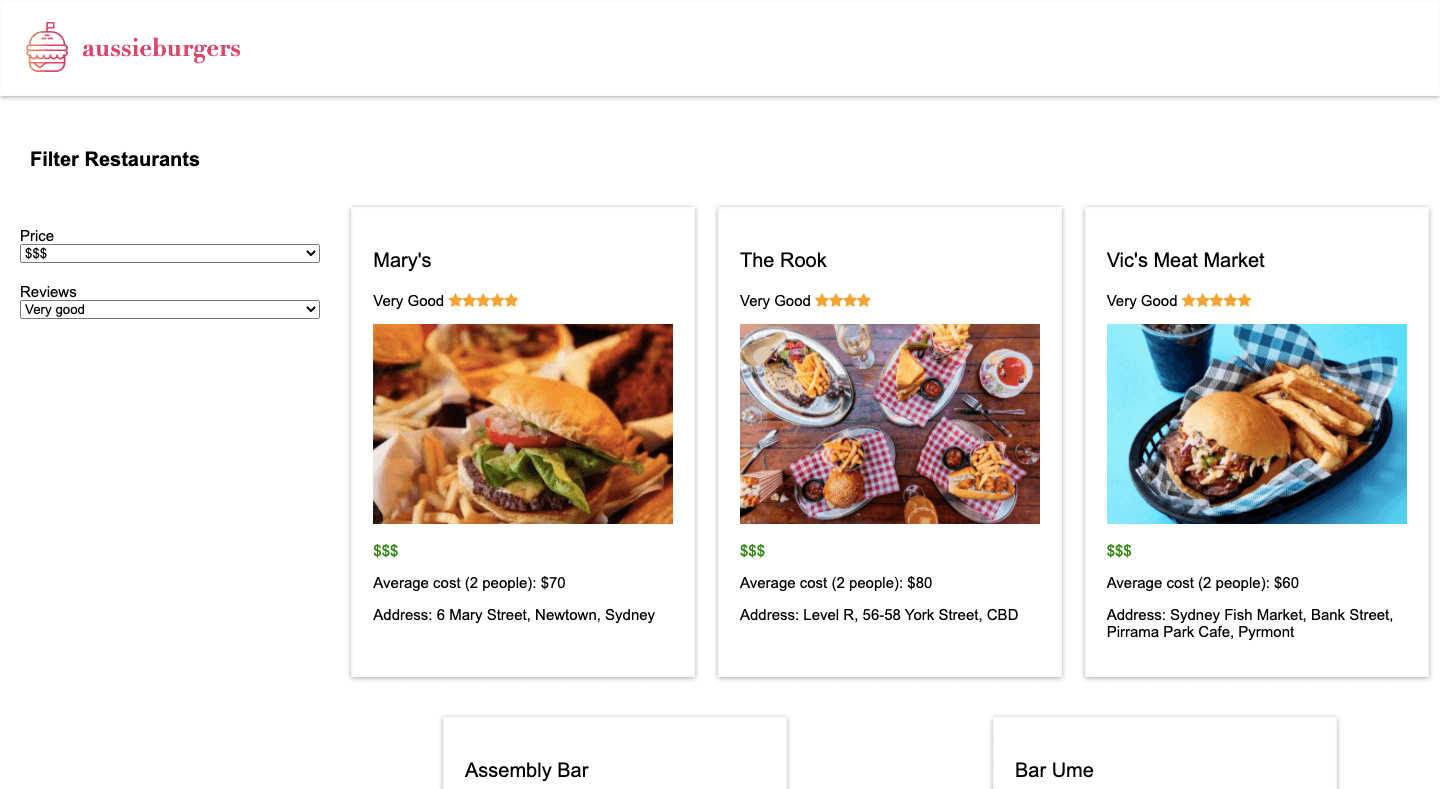 aussieburgers
Filter Restaurants
Price
$$$
Reviews
Very good
Mary's
Very Good
$$$
Average cost (2 people): $70
Address: 6 Mary Street, Newtown, Sydney
The Rook
Very Good
$$$
Average cost (2 people): $80
Address: Level R, 56-58 York Street, CBD
Vic's Meat Market
Very Good
$$$
Average cost (2 people): $60
Address: Sydney Fish Market, Bank Street,
Pirrama Park Cafe, Pyrmont
Assembly Bar
Bar Ume